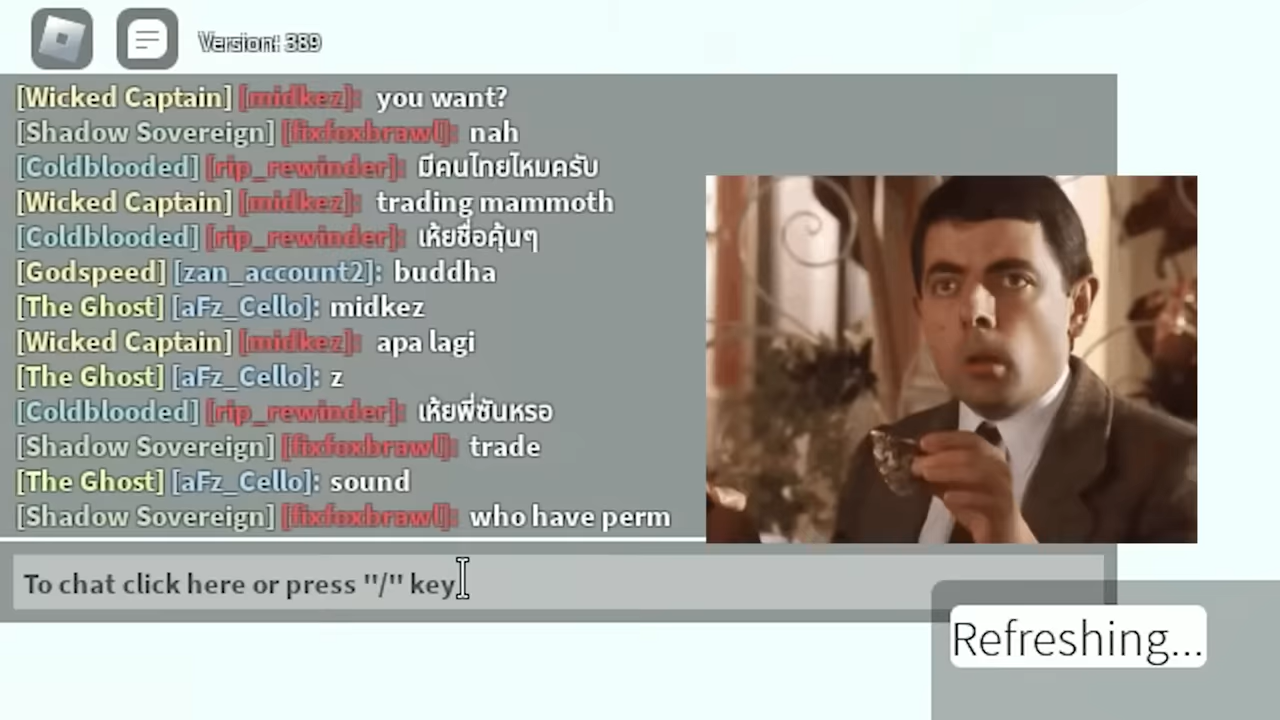 Version: 389
[Wicked Captain] [midkez]: you want?
[Shadow Sovereign] [fixfoxbrawl]: nah
[Coldblooded] [rip_rewinder]: มีคนไทยไหมครับ
[Wicked Captain] [midkez]: trading mammoth
[Coldblooded] [rip_rewinder]: เห้ยชื่อคุ้นๆ
[Godspeed] [zan_account2]: buddha
[The Ghost] [aFz_Cello]: midkez
[Wicked Captain] [midkez]: apa lagi
[The Ghost] [aFz_Cello]: z
[Coldblooded] [rip_rewinder]: เห้ยพี่ซันหรอ
[Shadow Sovereign] [fixfoxbrawl]: trade
[The Ghost] [aFz_Cello]: sound
[Shadow Sovereign] [fixfoxbrawl]: who have perm
To chat click here or press "/" key
Refreshing...